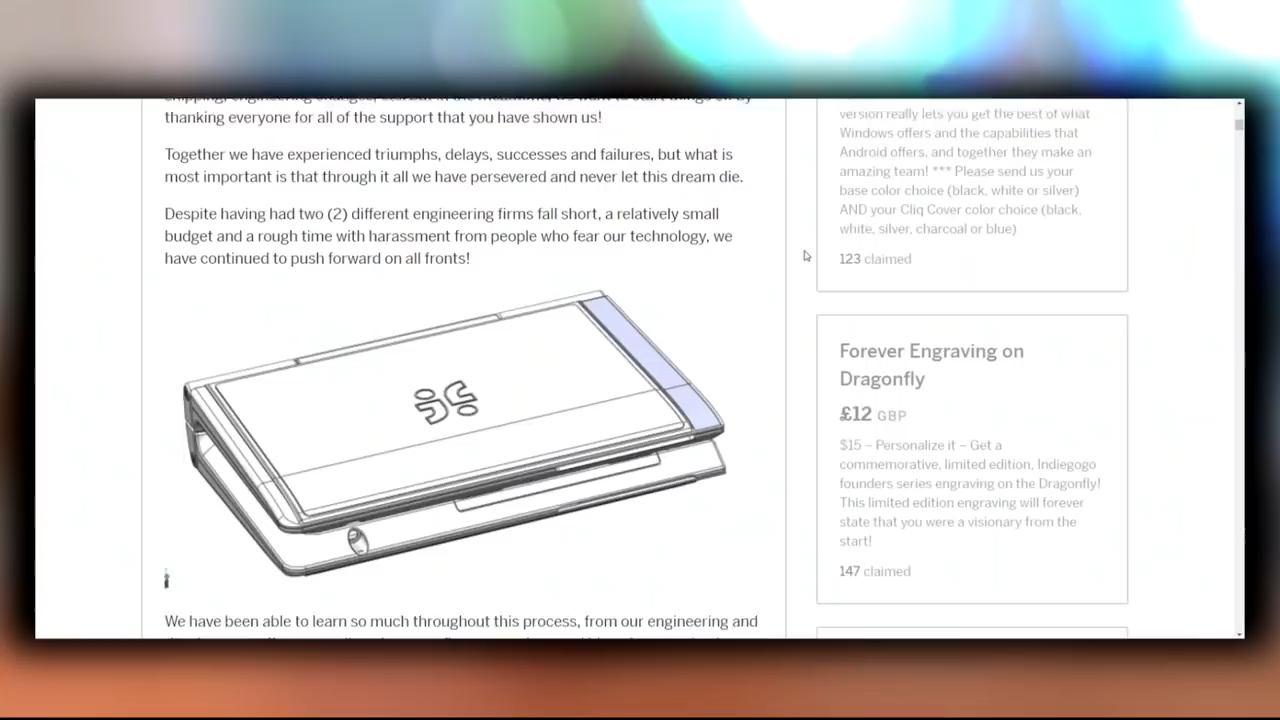 thanking everyone for all of the support that you have shown us!
Together we have experienced triumphs, delays, successes and failures, but what is
most important is that through it all we have persevered and never let this dream die.
Despite having had two (2) different engineering firms fall short, a relatively small
budget and a rough time with harassment from people who fear our technology, we
have continued to push forward on all fronts!
We have been able to learn so much throughout this process, from our engineering and
version really lets you get the best of what
Windows offers and the capabilities that
Android offers, and together they make an
amazing team! *** Please send us your
base color choice (black, white or silver)
AND your Cliq Cover color choice (black,
white, silver, charcoal or blue)
123 claimed
Forever Engraving on
Dragonfly
£12 GBP
$15 – Personalize it – Get a
commemorative, limited edition, Indiegogo
founders series engraving on the Dragonfly!
This limited edition engraving will forever
state that you were a visionary from the
start!
147 claimed